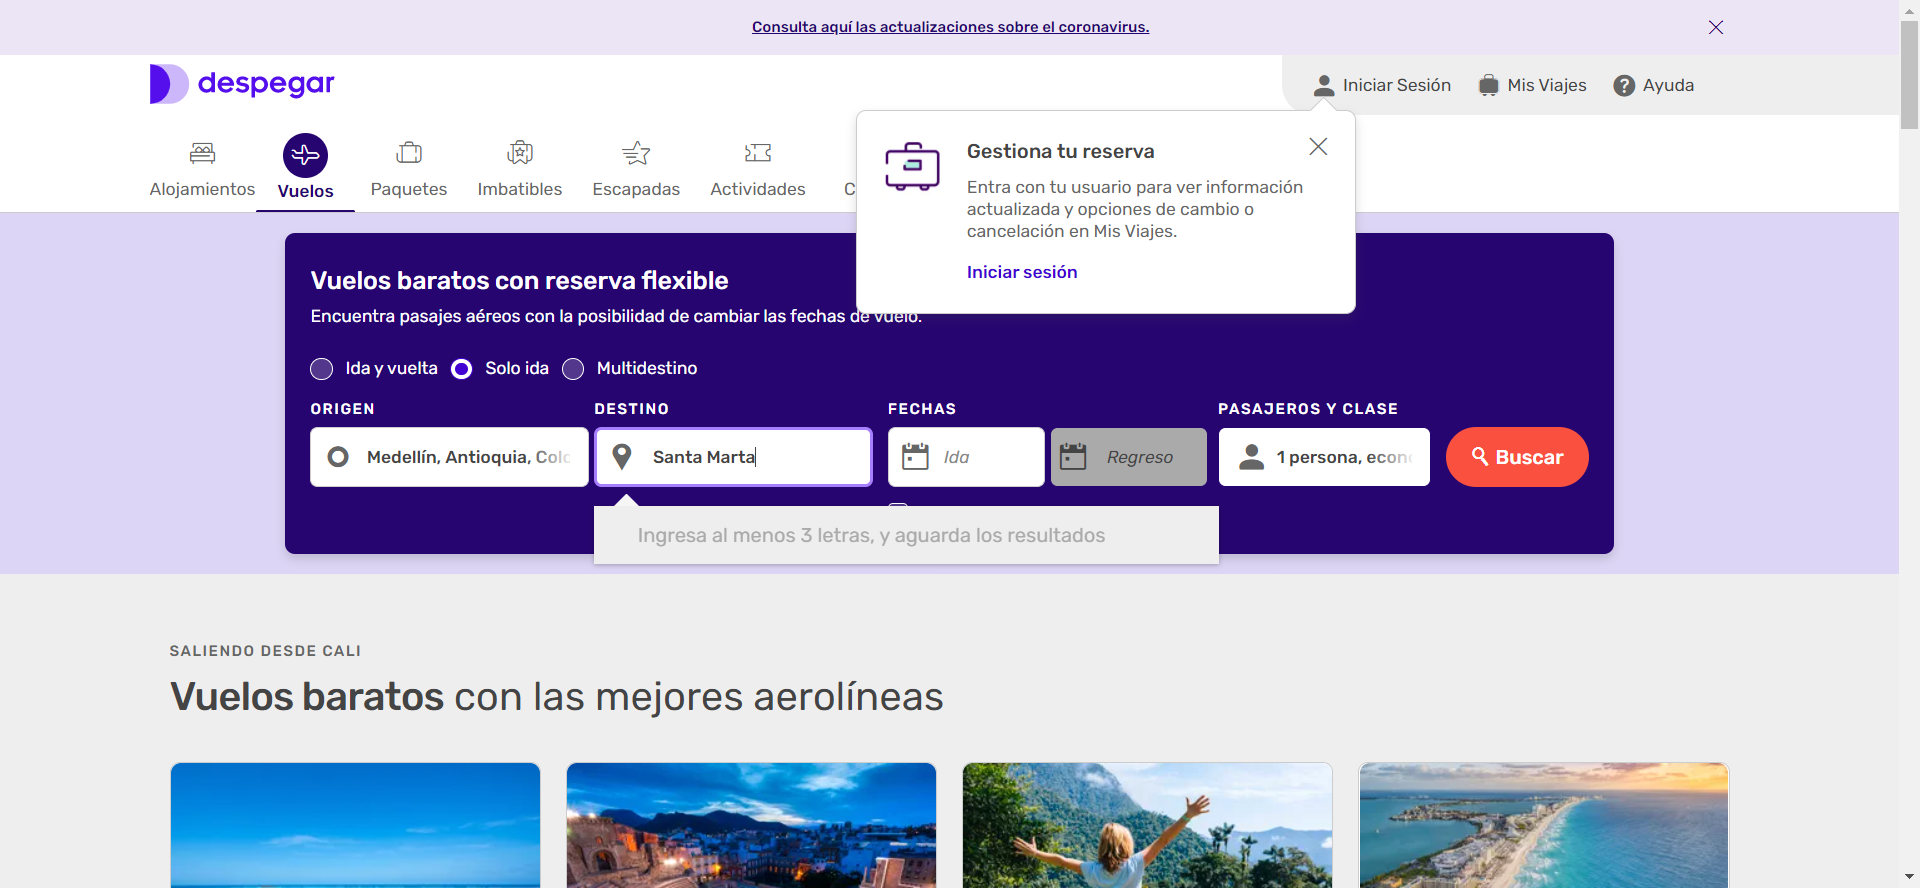 Consulta aquí las actualizaciones sobre el coronavirus.
despegar
Iniciar Sesión
Mis Viajes
Ayuda
Alojamientos
Vuelos
Paquetes
Imbatibles
Escapadas
Actividades
C
Gestiona tu reserva
Entra con tu usuario para ver información
actualizada y opciones de cambio o
cancelación en Mis Viajes.
Iniciar sesión
Vuelos baratos con reserva flexible
Encuentra pasajes aéreos con la posibilidad de cambiar las fechas de vuelo.
Ida y vuelta
Solo ida
Multidestino
ORIGEN
DESTINO
FECHAS
PASAJEROS Y CLASE
Medellín, Antioquia, Colo
Santa Marta
Ida
Regreso
1 persona, econo
Buscar
Ingresa al menos 3 letras, y aguarda los resultados
SALIENDO DESDE CALI
Vuelos baratos con las mejores aerolíneas